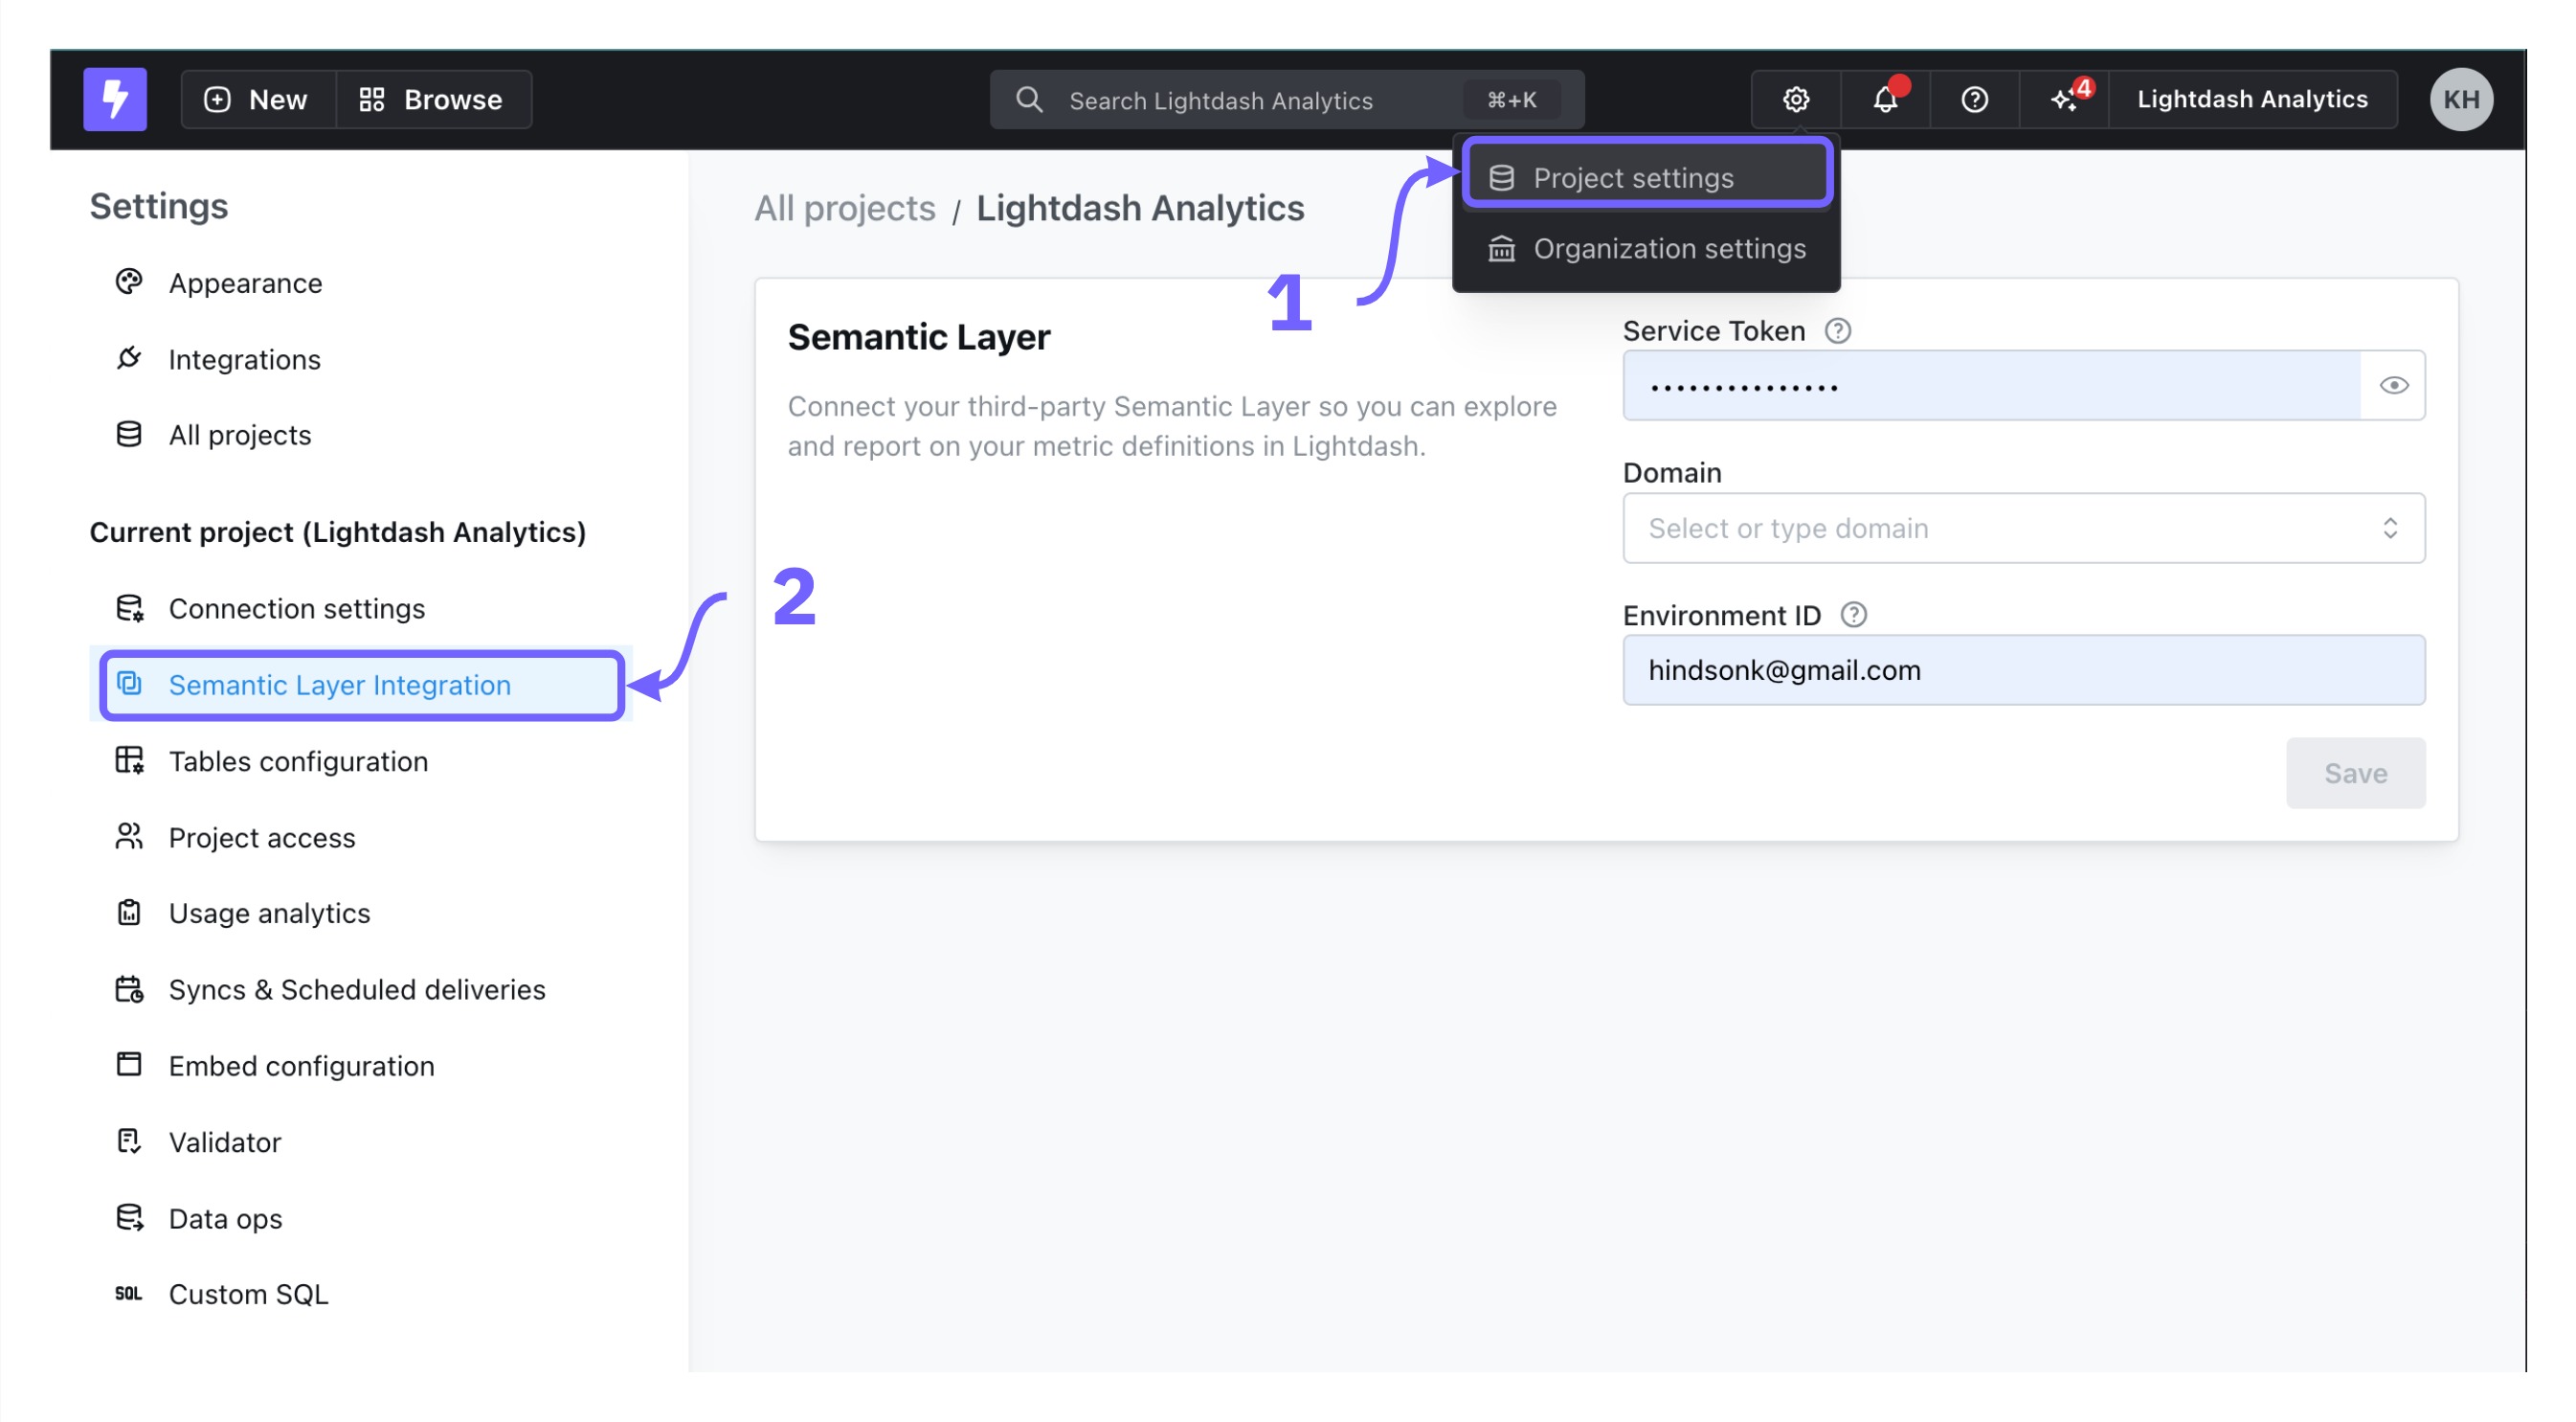 New
Browse
Search Lightdash Analytics
⌘+K
4
Lightdash Analytics
KH
Project settings
Organization settings
Settings
Appearance
Integrations
All projects
Current project (Lightdash Analytics)
Connection settings
Semantic Layer Integration
Tables configuration
Project access
Usage analytics
Syncs & Scheduled deliveries
Embed configuration
Validator
Data ops
SQL Custom SQL
All projects / Lightdash Analytics
1
2
Semantic Layer
Connect your third-party Semantic Layer so you can explore
and report on your metric definitions in Lightdash.
Service Token
•••••••••••••••
Domain
Select or type domain
Environment ID
hindsonk@gmail.com
Save